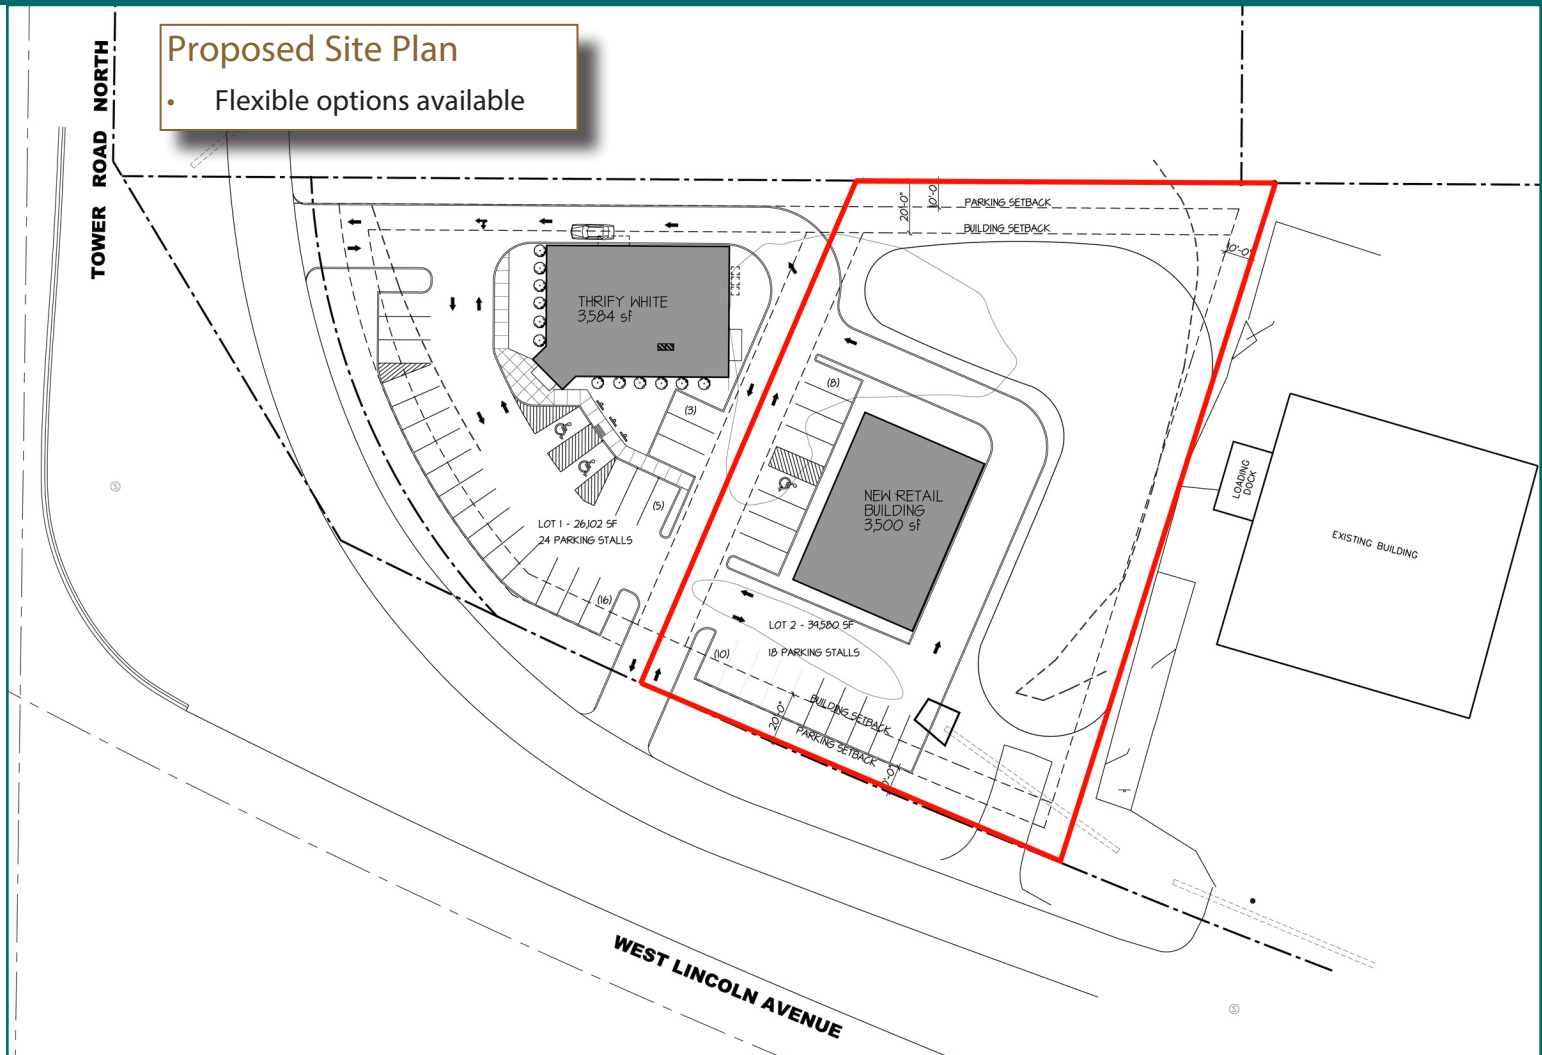 Proposed Site Plan
• Flexible options available
TOWER ROAD NORTH
PARKING SETBACK
BUILDING SETBACK
20'-0"
10'-0"
10'-0"
THRIFY WHITE
3,584 sf
(3)
(5)
(16)
LOT 1 - 26,102 SF
24 PARKING STALLS
(8)
NEW RETAIL
BUILDING
3,500 sf
LOT 2 - 39,580 SF
18 PARKING STALLS
(10)
BUILDING SETBACK
PARKING SETBACK
20'-0"
LOADING
DOCK
EXISTING BUILDING
WEST LINCOLN AVENUE